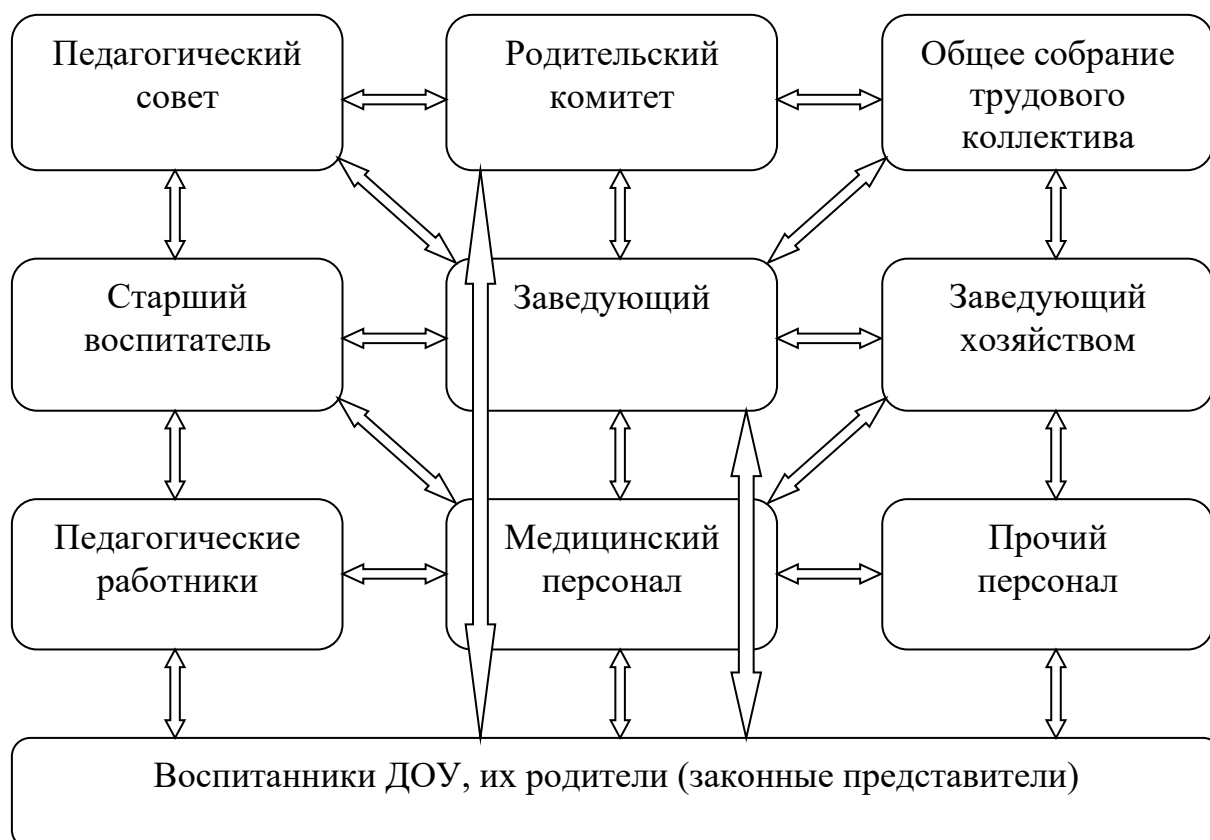 Педагогический
совет
Родительский
комитет
Общее собрание
трудового
коллектива
Старший
воспитатель
Заведующий
Заведующий
хозяйством
Педагогические
работники
Медицинский
персонал
Прочий
персонал
Воспитанники ДОУ, их родители (законные представители)